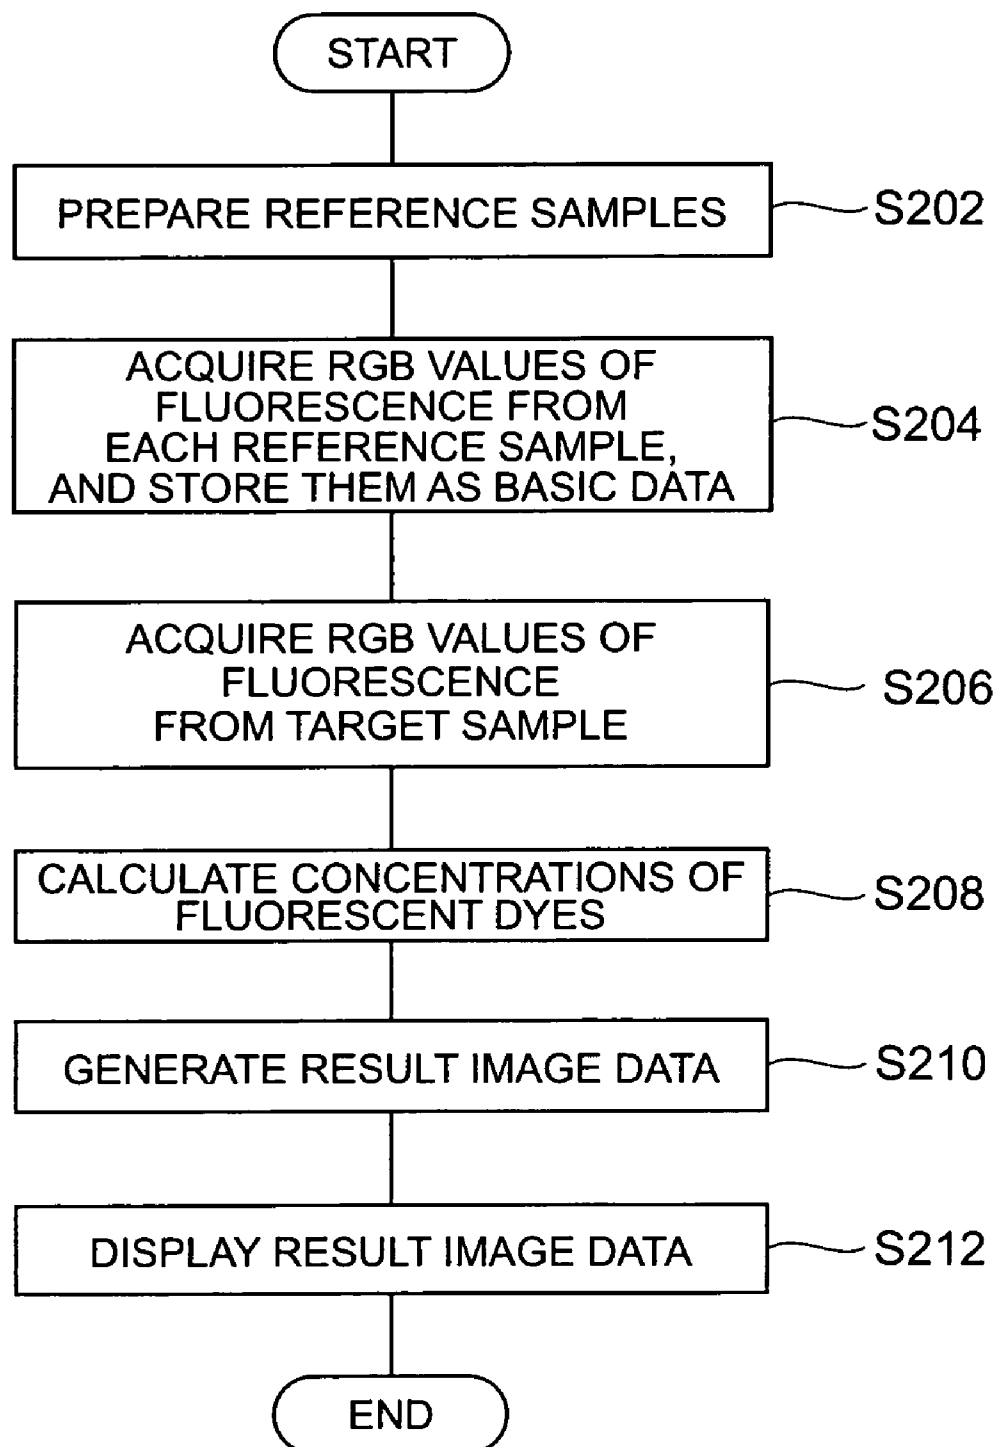 START
PREPARE REFERENCE SAMPLES
S202
ACQUIRE RGB VALUES OF
FLUORESCENCE FROM
EACH REFERENCE SAMPLE,
AND STORE THEM AS BASIC DATA
S204
ACQUIRE RGB VALUES OF
FLUORESCENCE
FROM TARGET SAMPLE
S206
CALCULATE CONCENTRATIONS OF
FLUORESCENT DYES
S208
GENERATE RESULT IMAGE DATA
S210
DISPLAY RESULT IMAGE DATA
S212
END